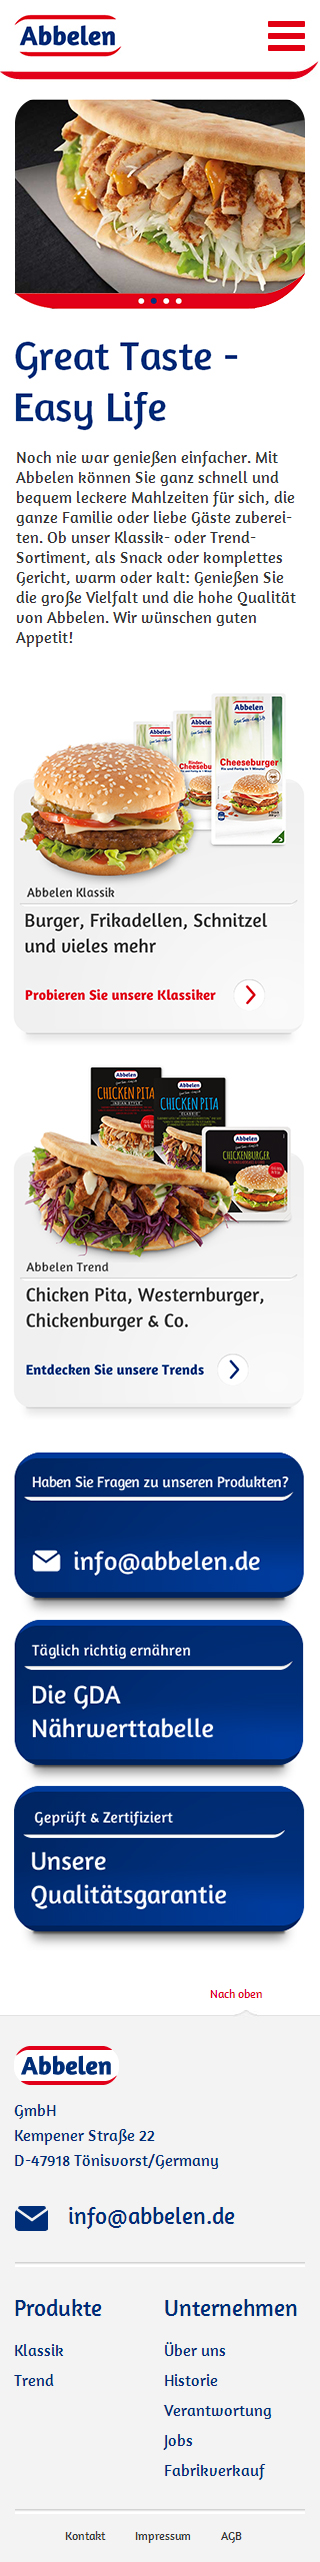 Abbelen
Great Taste -
Easy Life
Noch nie war genießen einfacher. Mit
Abbelen können Sie ganz schnell und
bequem leckere Mahlzeiten für sich, die
ganze Familie oder liebe Gäste zuberei-
ten. Ob unser Klassik- oder Trend-
Sortiment, als Snack oder komplettes
Gericht, warm oder kalt: Genießen Sie
die große Vielfalt und die hohe Qualität
von Abbelen. Wir wünschen guten
Appetit!
Abbelen
Cheeseburger
Abbelen Klassik
Burger, Frikadellen, Schnitzel
und vieles mehr
Probieren Sie unsere Klassiker
Abbelen
CHICKEN PITA
INDIAN STYLE
Abbelen
CHICKEN PITA
CLASSIC
Abbelen
CHICKENBURGER
Abbelen Trend
Chicken Pita, Westernburger,
Chickenburger & Co.
Entdecken Sie unsere Trends
Haben Sie Fragen zu unseren Produkten?
info@abbelen.de
Täglich richtig ernähren
Die GDA
Nährwerttabelle
Geprüft & Zertifiziert
Unsere
Qualitätsgarantie
Nach oben
Abbelen
GmbH
Kempener Straße 22
D-47918 Tönisvorst/Germany
info@abbelen.de
Produkte
Klassik
Trend
Unternehmen
Über uns
Historie
Verantwortung
Jobs
Fabrikverkauf
Kontakt Impressum AGB